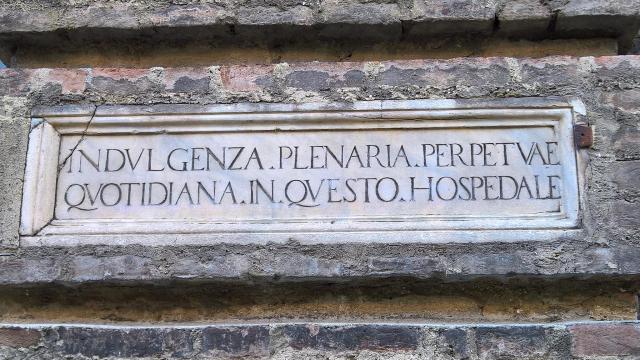 INDVLGENZA.PLENARIA.PERPETVAE
QVOTIDIANA.IN.QVESTO.HOSPEDALE